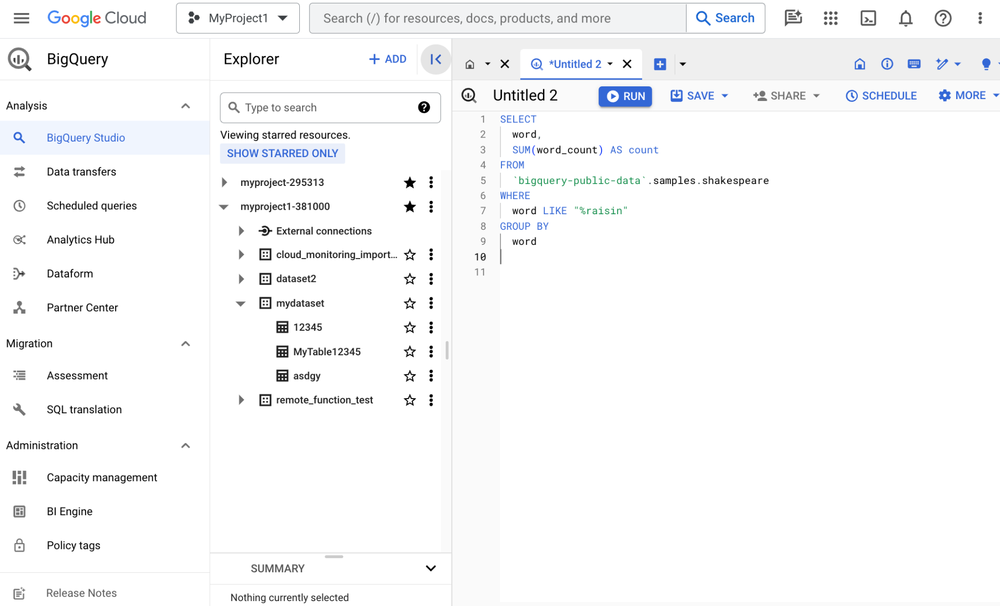 Google Cloud
MyProject1
Search (/) for resources, docs, products, and more
Search
BigQuery
Analysis
BigQuery Studio
Data transfers
Scheduled queries
Analytics Hub
Dataform
Partner Center
Migration
Assessment
SQL translation
Administration
Capacity management
BI Engine
Policy tags
Release Notes
Explorer
+ ADD
Type to search
Viewing starred resources.
SHOW STARRED ONLY
myproject-295313
myproject1-381000
External connections
cloud_monitoring_import...
dataset2
mydataset
12345
MyTable12345
asdgy
remote_function_test
SUMMARY
Nothing currently selected
*Untitled 2
Untitled 2
RUN
SAVE
SHARE
SCHEDULE
MORE
1 SELECT
2 word,
3 SUM(word_count) AS count
4 FROM
5 `bigquery-public-data`.samples.shakespeare
6 WHERE
7 word LIKE "%raisin"
8 GROUP BY
9 word
10
11